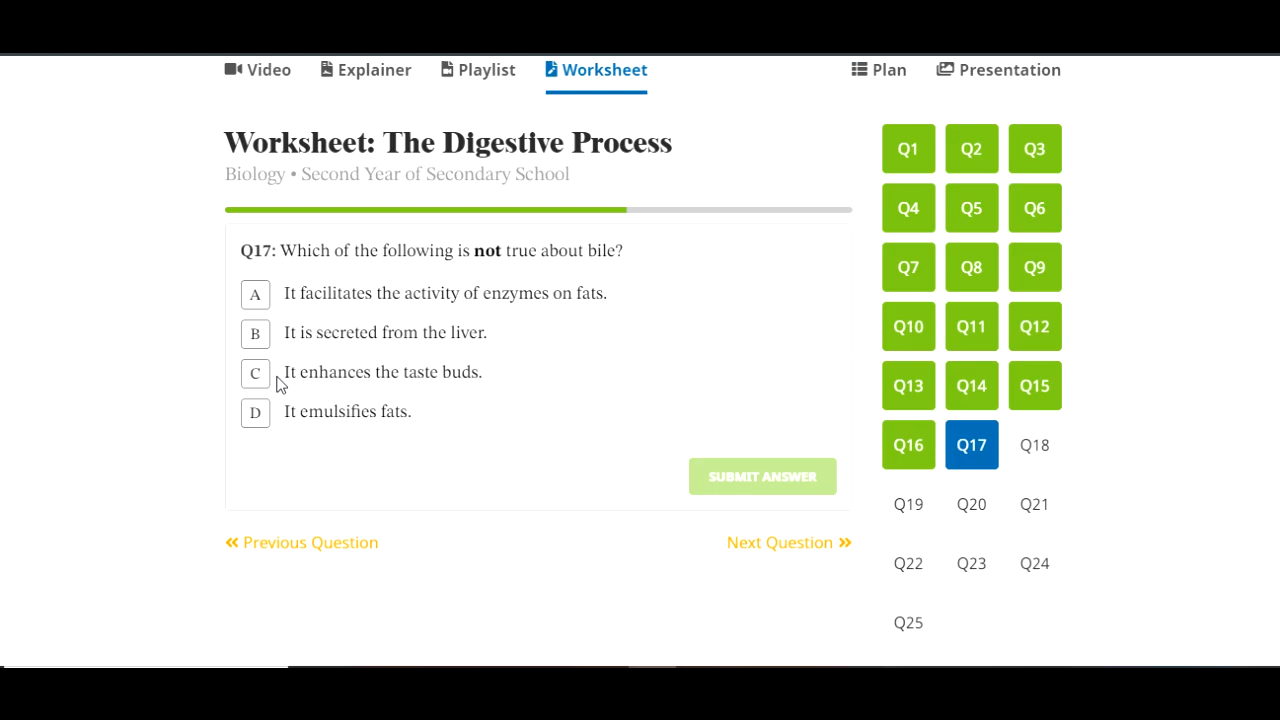 Video Explainer Playlist Worksheet Plan Presentation
Worksheet: The Digestive Process
Biology • Second Year of Secondary School
Q17: Which of the following is not true about bile?
A It facilitates the activity of enzymes on fats.
B It is secreted from the liver.
C It enhances the taste buds.
D It emulsifies fats.
SUBMIT ANSWER
« Previous Question Next Question »
Q1 Q2 Q3
Q4 Q5 Q6
Q7 Q8 Q9
Q10 Q11 Q12
Q13 Q14 Q15
Q16 Q17 Q18
Q19 Q20 Q21
Q22 Q23 Q24
Q25